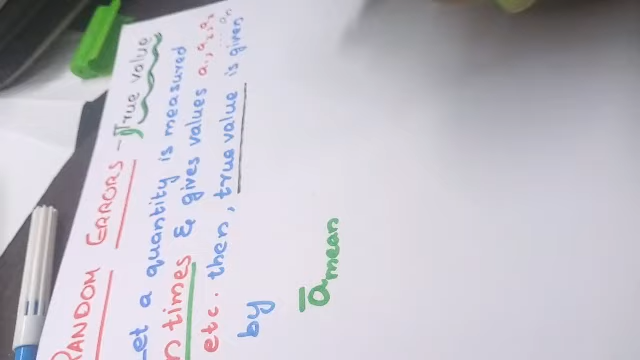 RANDOM ERRORS - True value
Let a quantity is measured
n times & gives values a₁, a₂, a₃ ... aₙ
etc. then, true value is given
by
ā mean